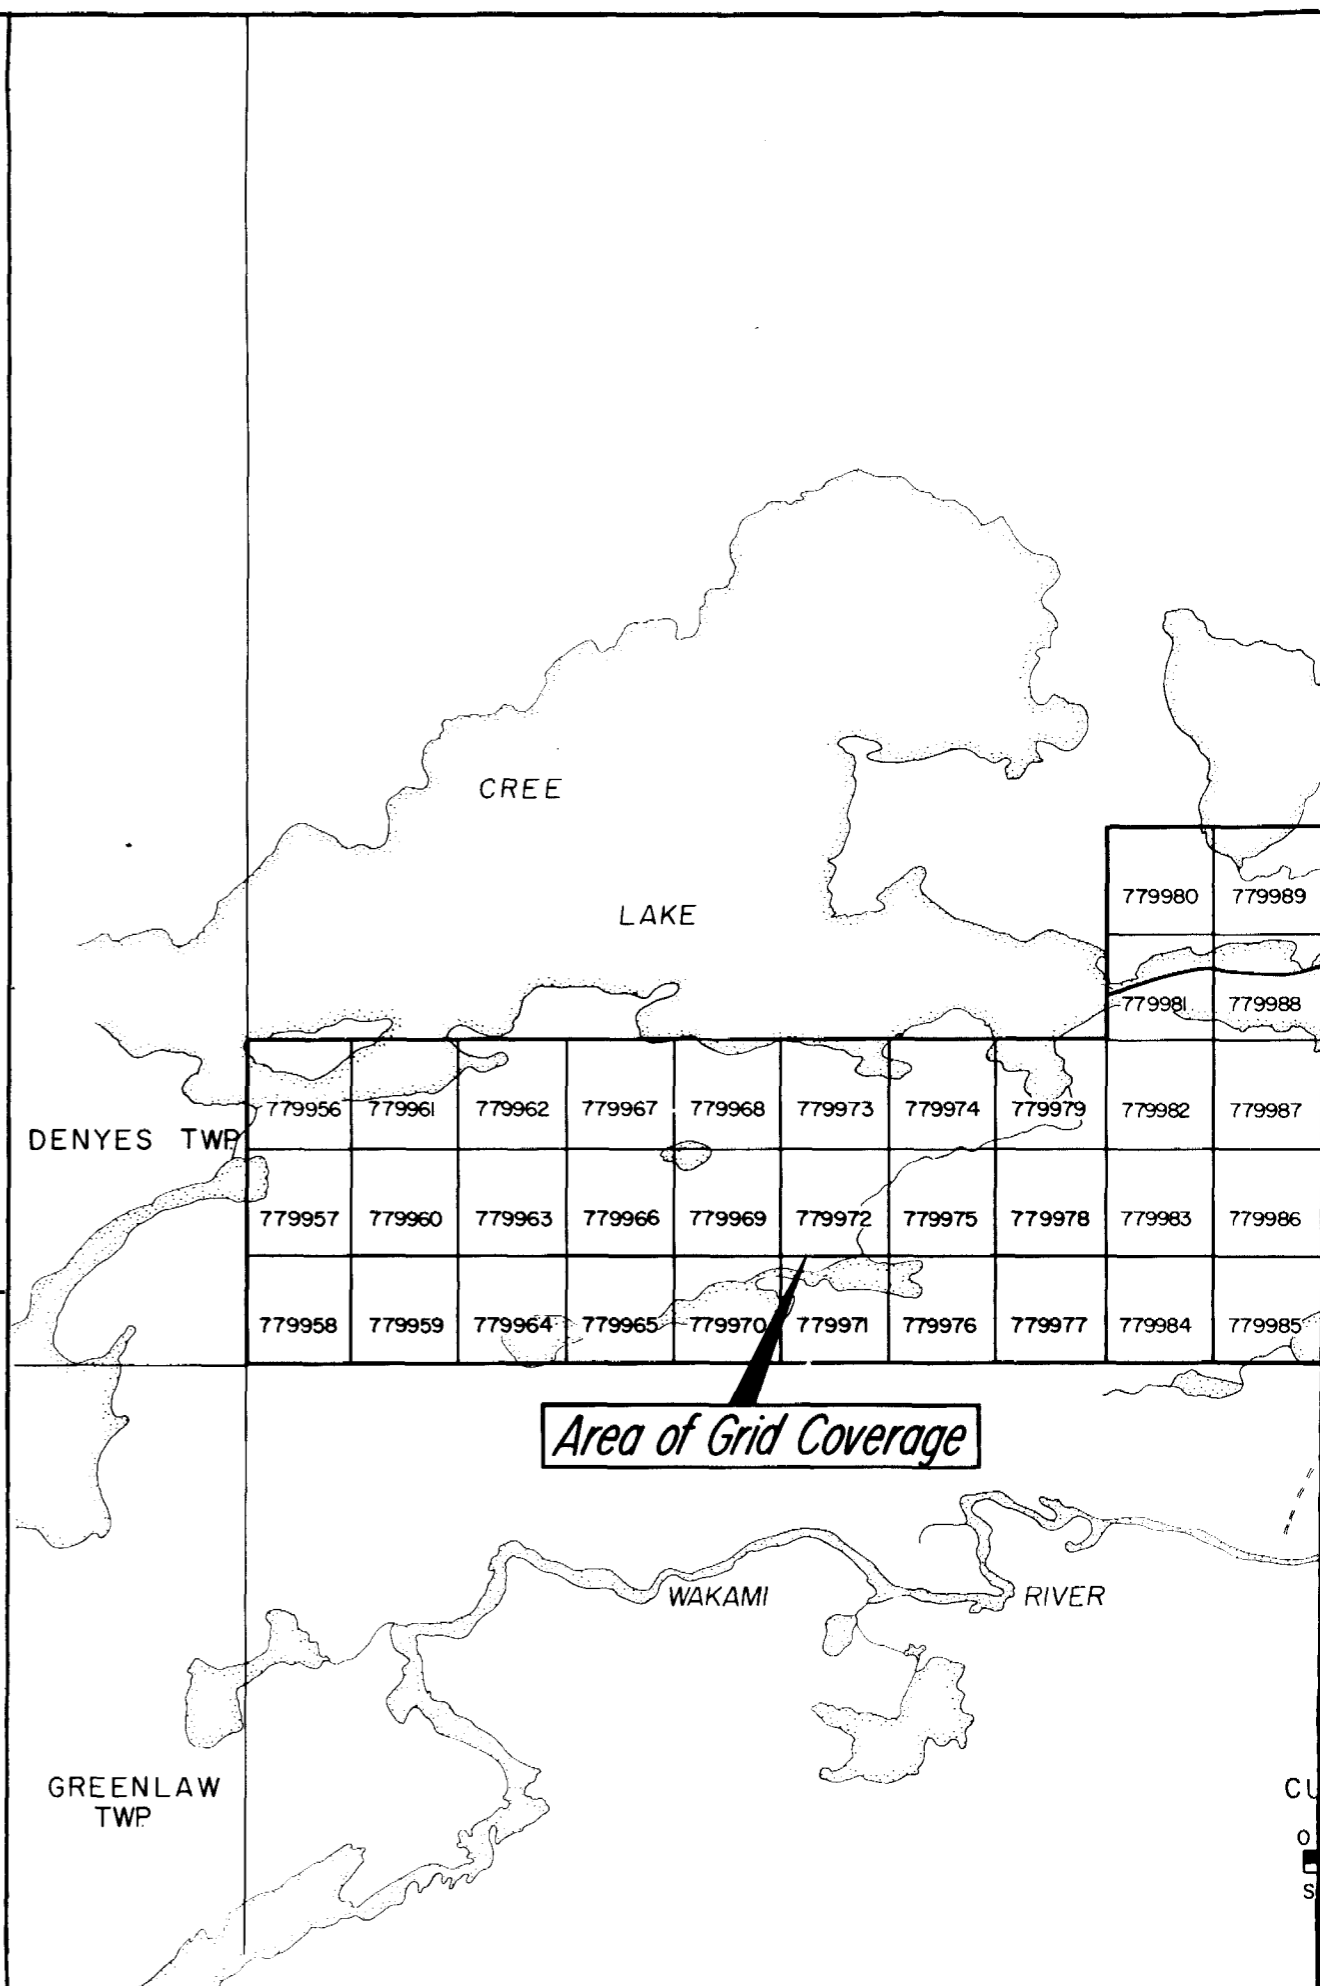 CREE
LAKE
779980 779989
779981 779988
779956 779961 779962 779967 779968 779973 779974 779979 779982 779987
DENYES TWP.
779957 779960 779963 779966 779969 779972 779975 779978 779983 779986
779958 779959 779964 779965 779970 779971 779976 779977 779984 779985
Area of Grid Coverage
WAKAMI RIVER
GREENLAW
TWP.
CU
0
S